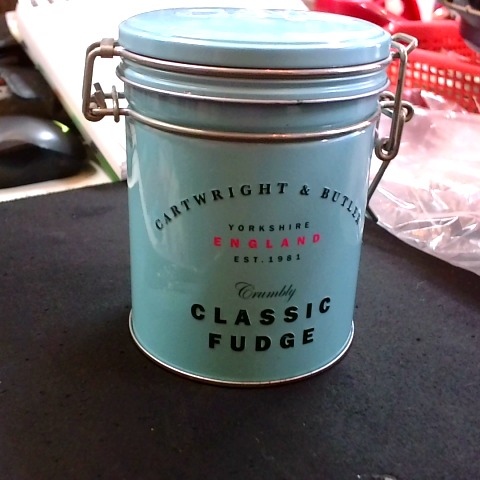 CARTWRIGHT & BUTLER
YORKSHIRE
ENGLAND
EST. 1981
Crumbly
CLASSIC
FUDGE